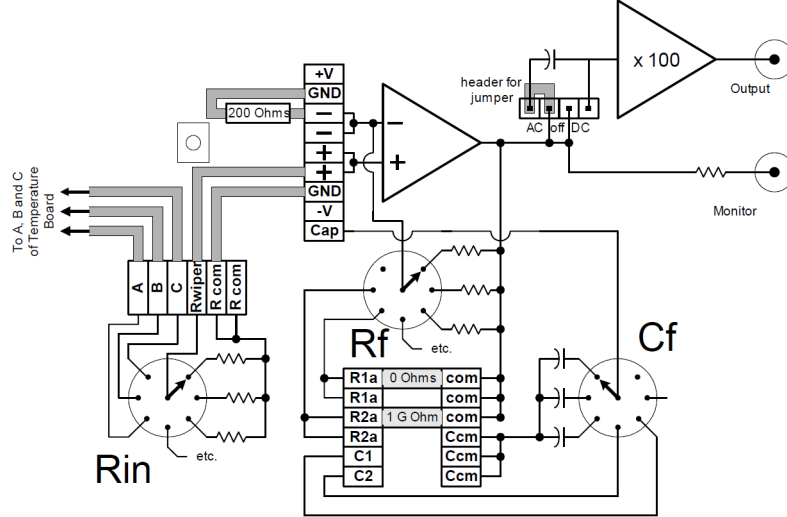 +V
GND
200 Ohms
–
–
+
+
GND
-V
Cap
–
+
header for
jumper
AC off DC
x 100
Output
Monitor
To A, B and C
of Temperature
Board
A
B
C
Rwiper
R com
R com
etc.
Rin
Rf
etc.
Cf
R1a 0 Ohms com
R1a com
R2a 1 G Ohm com
R2a Ccm
C1 Ccm
C2 Ccm